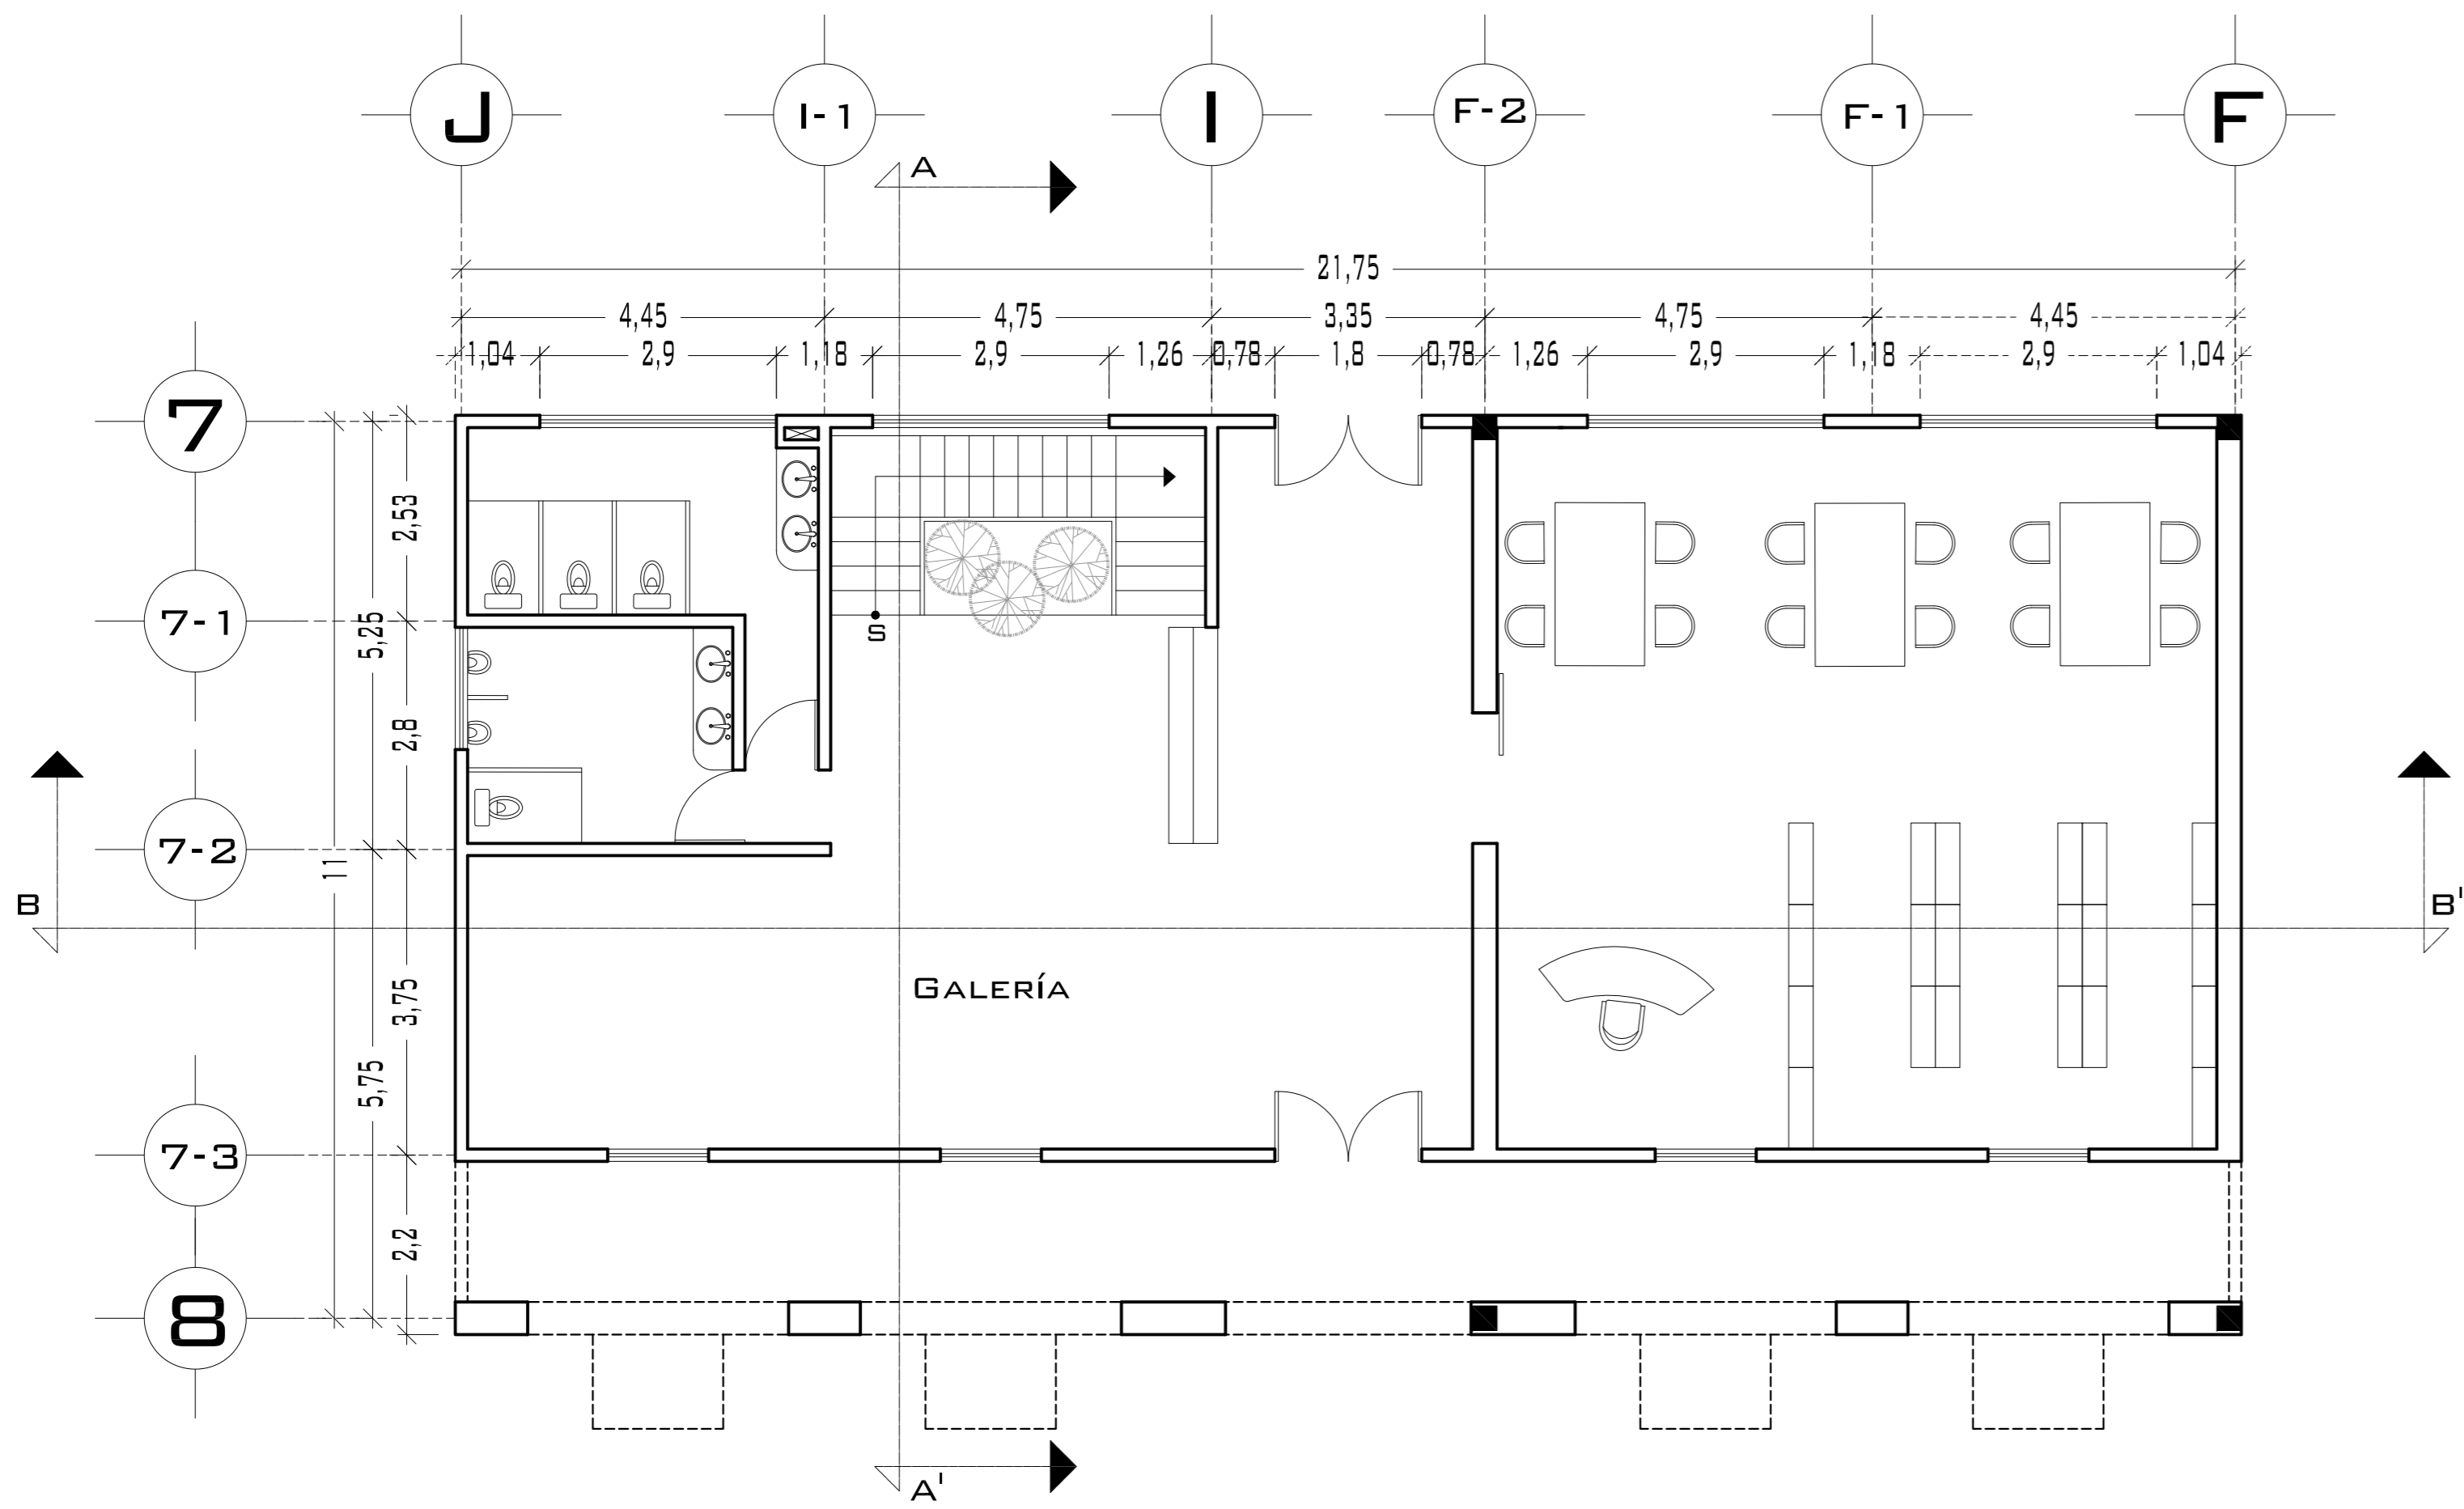 J I-1 I F-2 F-1 F
A
21,75
4,45 4,75 3,35 4,75 4,45
1,04 2,9 1,18 2,9 1,26 0,78 1,8 0,78 1,26 2,9 1,18 2,9 1,04
7
2,53
7-1
5,25
S
2,8
7-2
11
B B'
3,75
Galería
5,75
7-3
2,2
8
A'